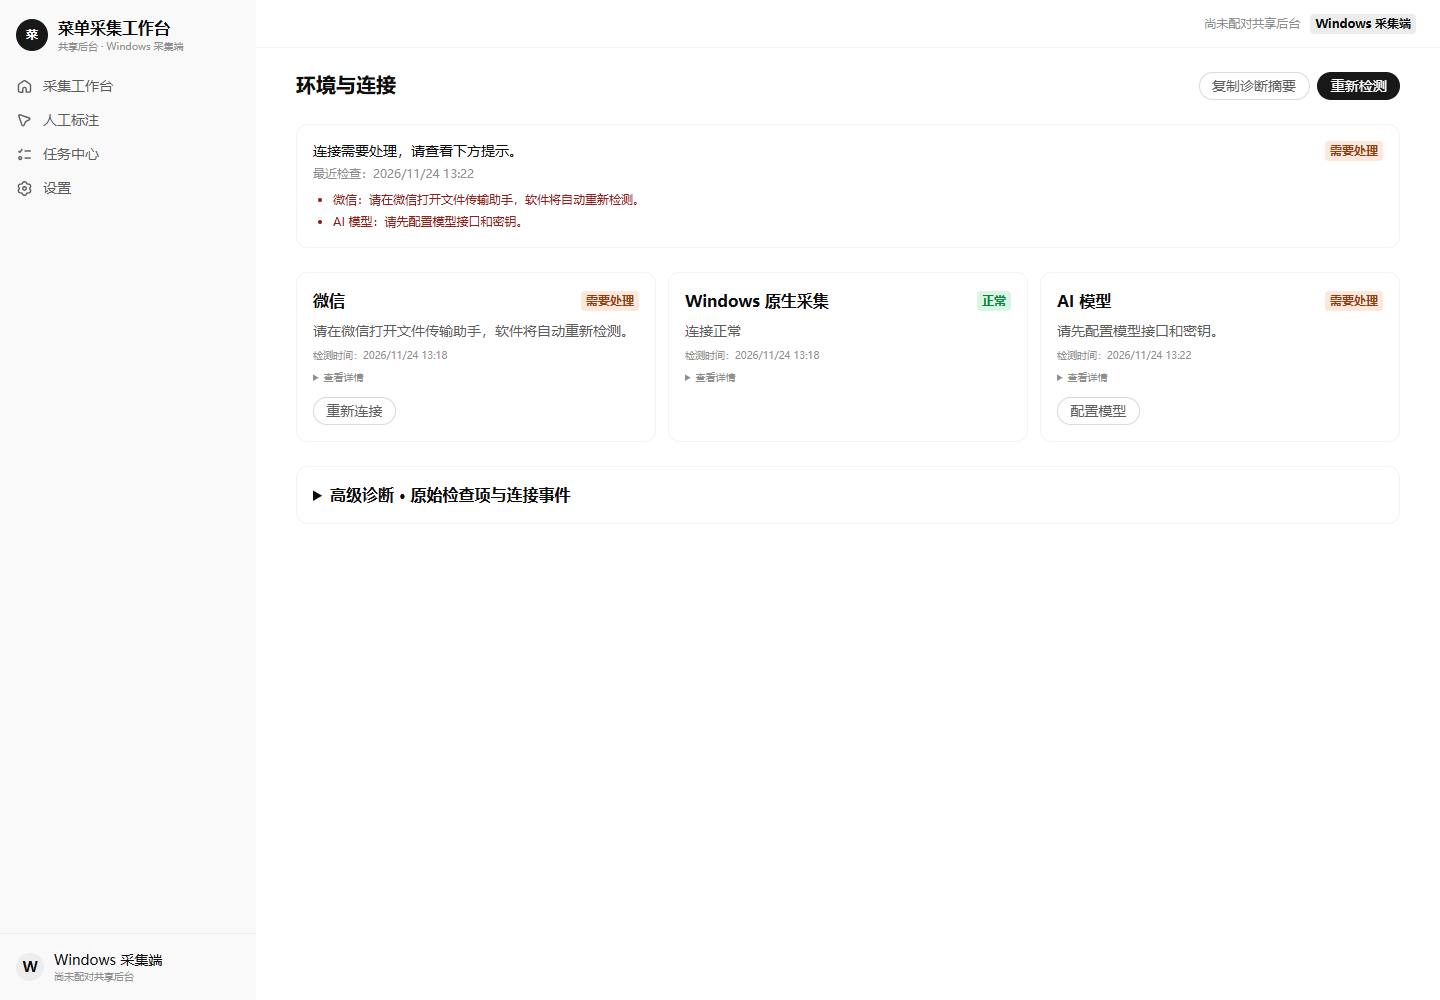 菜
菜单采集工作台
共享后台 · Windows 采集端
采集工作台
人工标注
任务中心
设置
尚未配对共享后台 Windows 采集端
环境与连接
复制诊断摘要 重新检测
连接需要处理，请查看下方提示。 需要处理
最近检查：2026/11/24 13:22
• 微信：请在微信打开文件传输助手，软件将自动重新检测。
• AI 模型：请先配置模型接口和密钥。
微信 需要处理
请在微信打开文件传输助手，软件将自动重新检测。
检测时间：2026/11/24 13:18
▶ 查看详情
重新连接
Windows 原生采集 正常
连接正常
检测时间：2026/11/24 13:18
▶ 查看详情
AI 模型 需要处理
请先配置模型接口和密钥。
检测时间：2026/11/24 13:22
▶ 查看详情
配置模型
▶ 高级诊断 • 原始检查项与连接事件
W
Windows 采集端
尚未配对共享后台